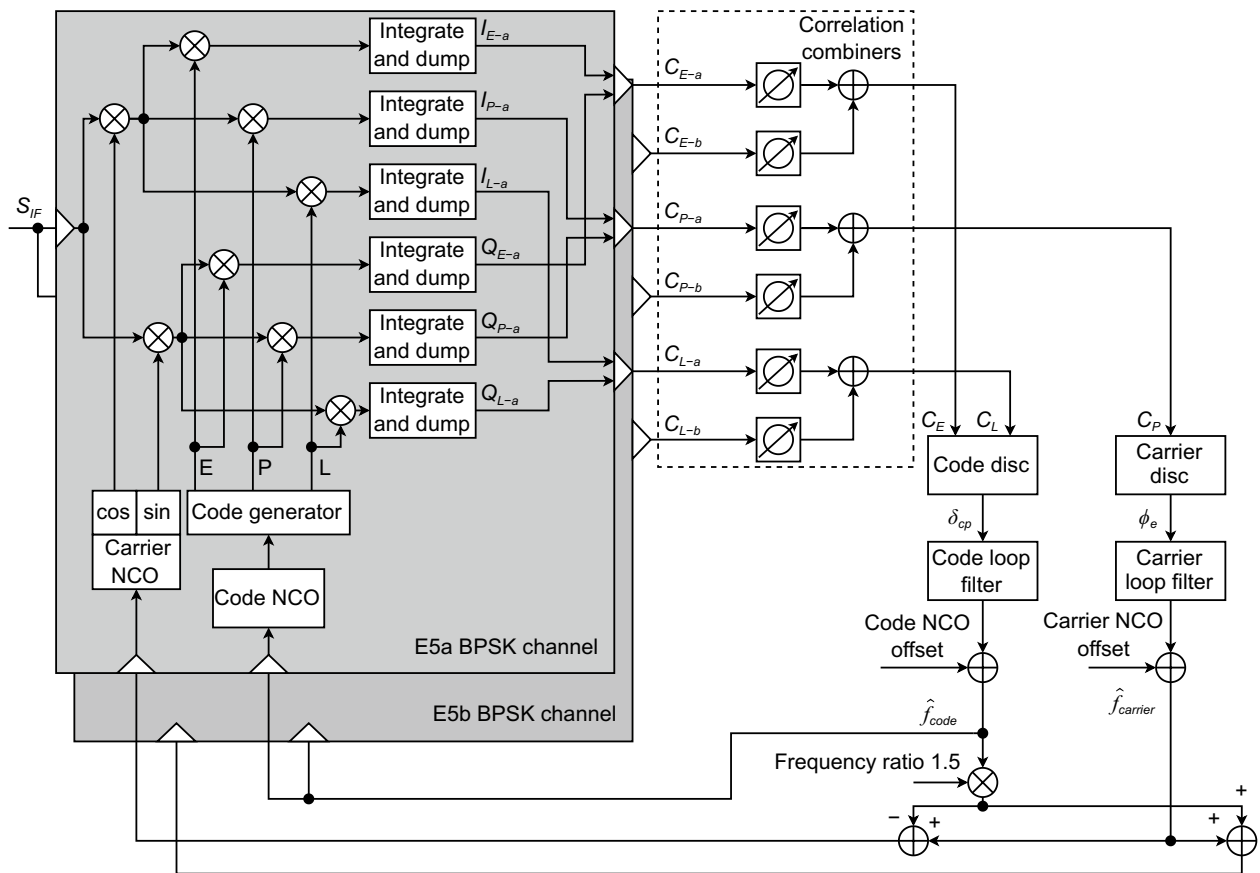 Integrate
and dump
I_{E-a}
Integrate
and dump
I_{P-a}
Integrate
and dump
I_{L-a}
Integrate
and dump
Q_{E-a}
Integrate
and dump
Q_{P-a}
Integrate
and dump
Q_{L-a}
S_{IF}
E
P
L
cos
sin
Carrier
NCO
Code generator
Code NCO
E5a BPSK channel
E5b BPSK channel
Correlation
combiners
C_{E-a}
C_{E-b}
C_{P-a}
C_{P-b}
C_{L-a}
C_{L-b}
C_E
C_L
C_P
Code disc
Carrier
disc
δ_{cp}
ϕ_e
Code loop
filter
Carrier
loop filter
Code NCO
offset
Carrier NCO
offset
\hat{f}_{code}
\hat{f}_{carrier}
Frequency ratio 1.5
−
+
+
+